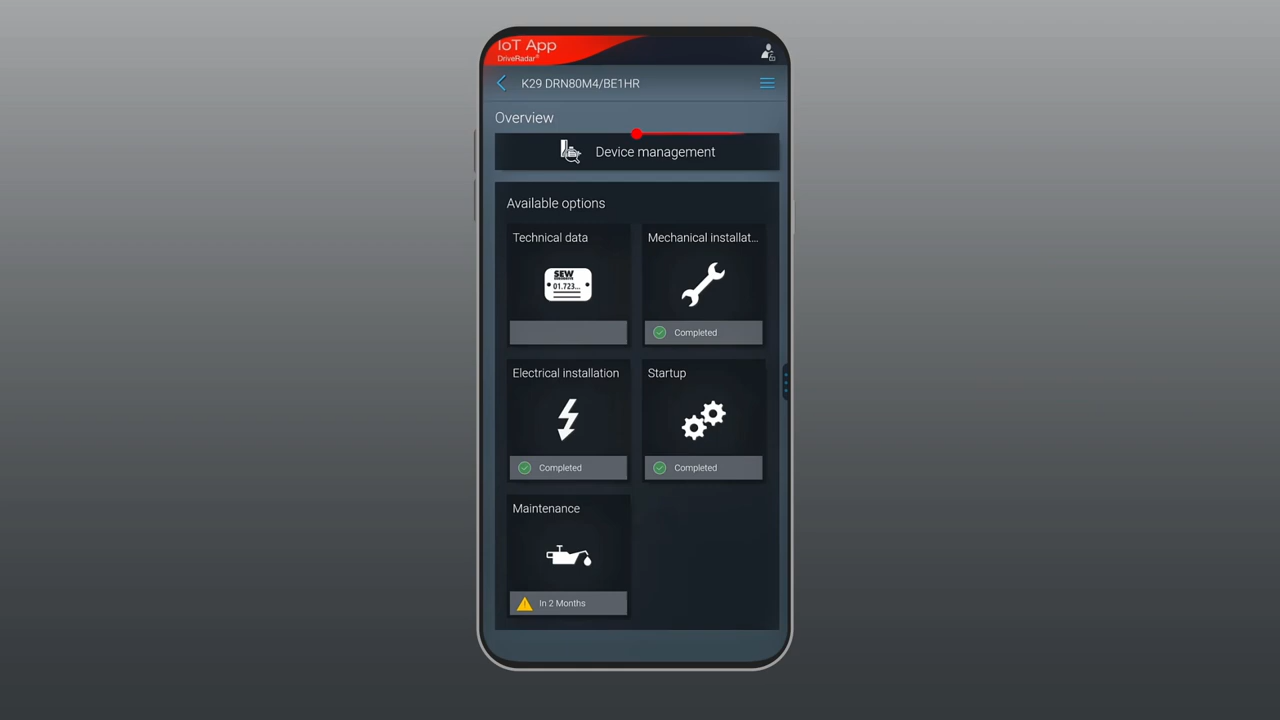 IoT App
DriveRadar®
K29 DRN80M4/BE1HR
Overview
Device management
Available options
Technical data
Mechanical installat...
SEW
01.723...
Completed
Electrical installation
Startup
Completed
Completed
Maintenance
In 2 Months